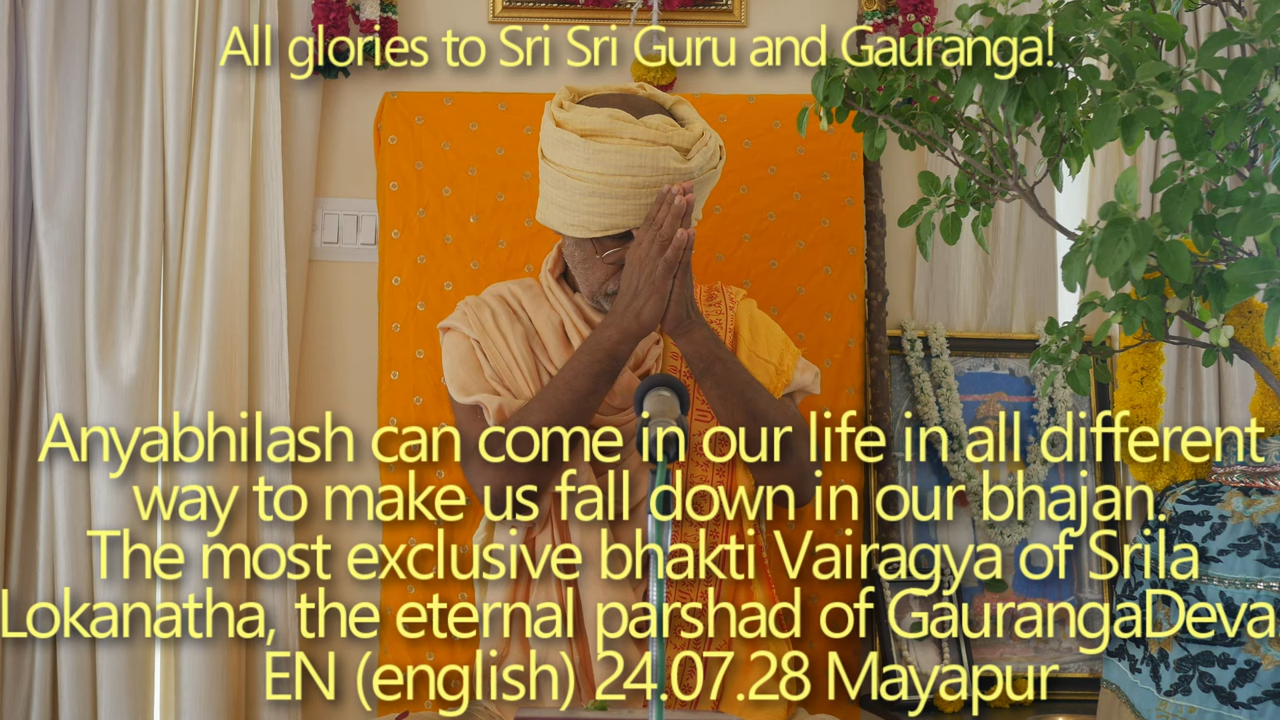 All glories to Sri Sri Guru and Gauranga!
Anyabhilash can come in our life in all different
way to make us fall down in our bhajan.
The most exclusive bhakti Vairagya of Srila
Lokanatha, the eternal parshad of GaurangaDeva
EN (english) 24.07.28 Mayapur